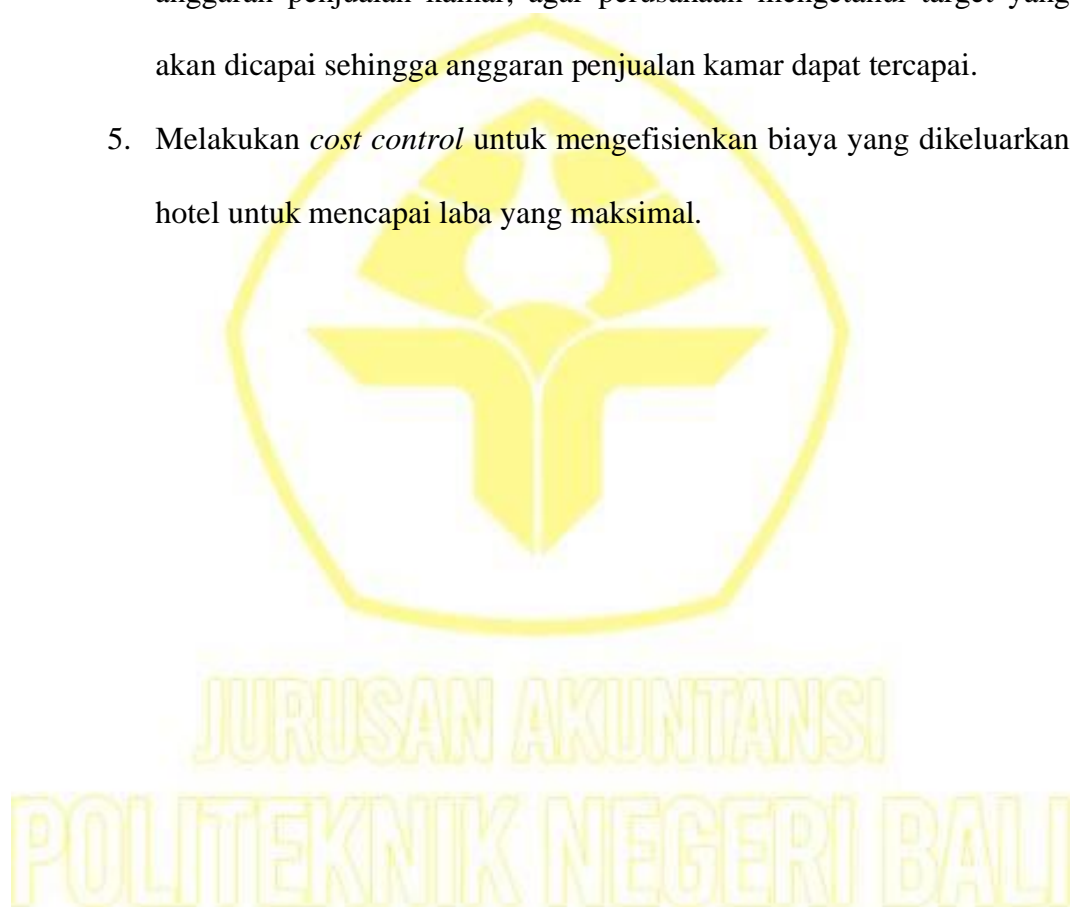 anggaran penjualan kamar, agar perusahaan mengetahui target yang
akan dicapai sehingga anggaran penjualan kamar dapat tercapai.
5. Melakukan cost control untuk mengefisienkan biaya yang dikeluarkan
hotel untuk mencapai laba yang maksimal.
JURUSAN AKUNTANSI
POLITEKNIK NEGERI BALI